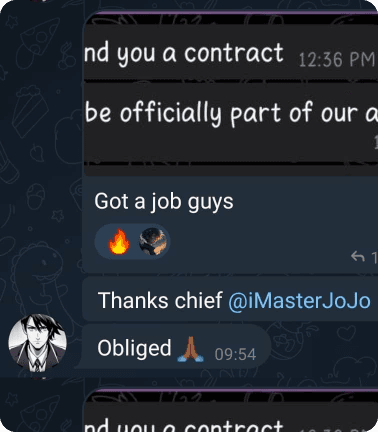 nd you a contract 12:36 PM
be officially part of our a
Got a job guys
1
Thanks chief @iMasterJoJo
Obliged 🙏🏾 09:54
nd you a contract